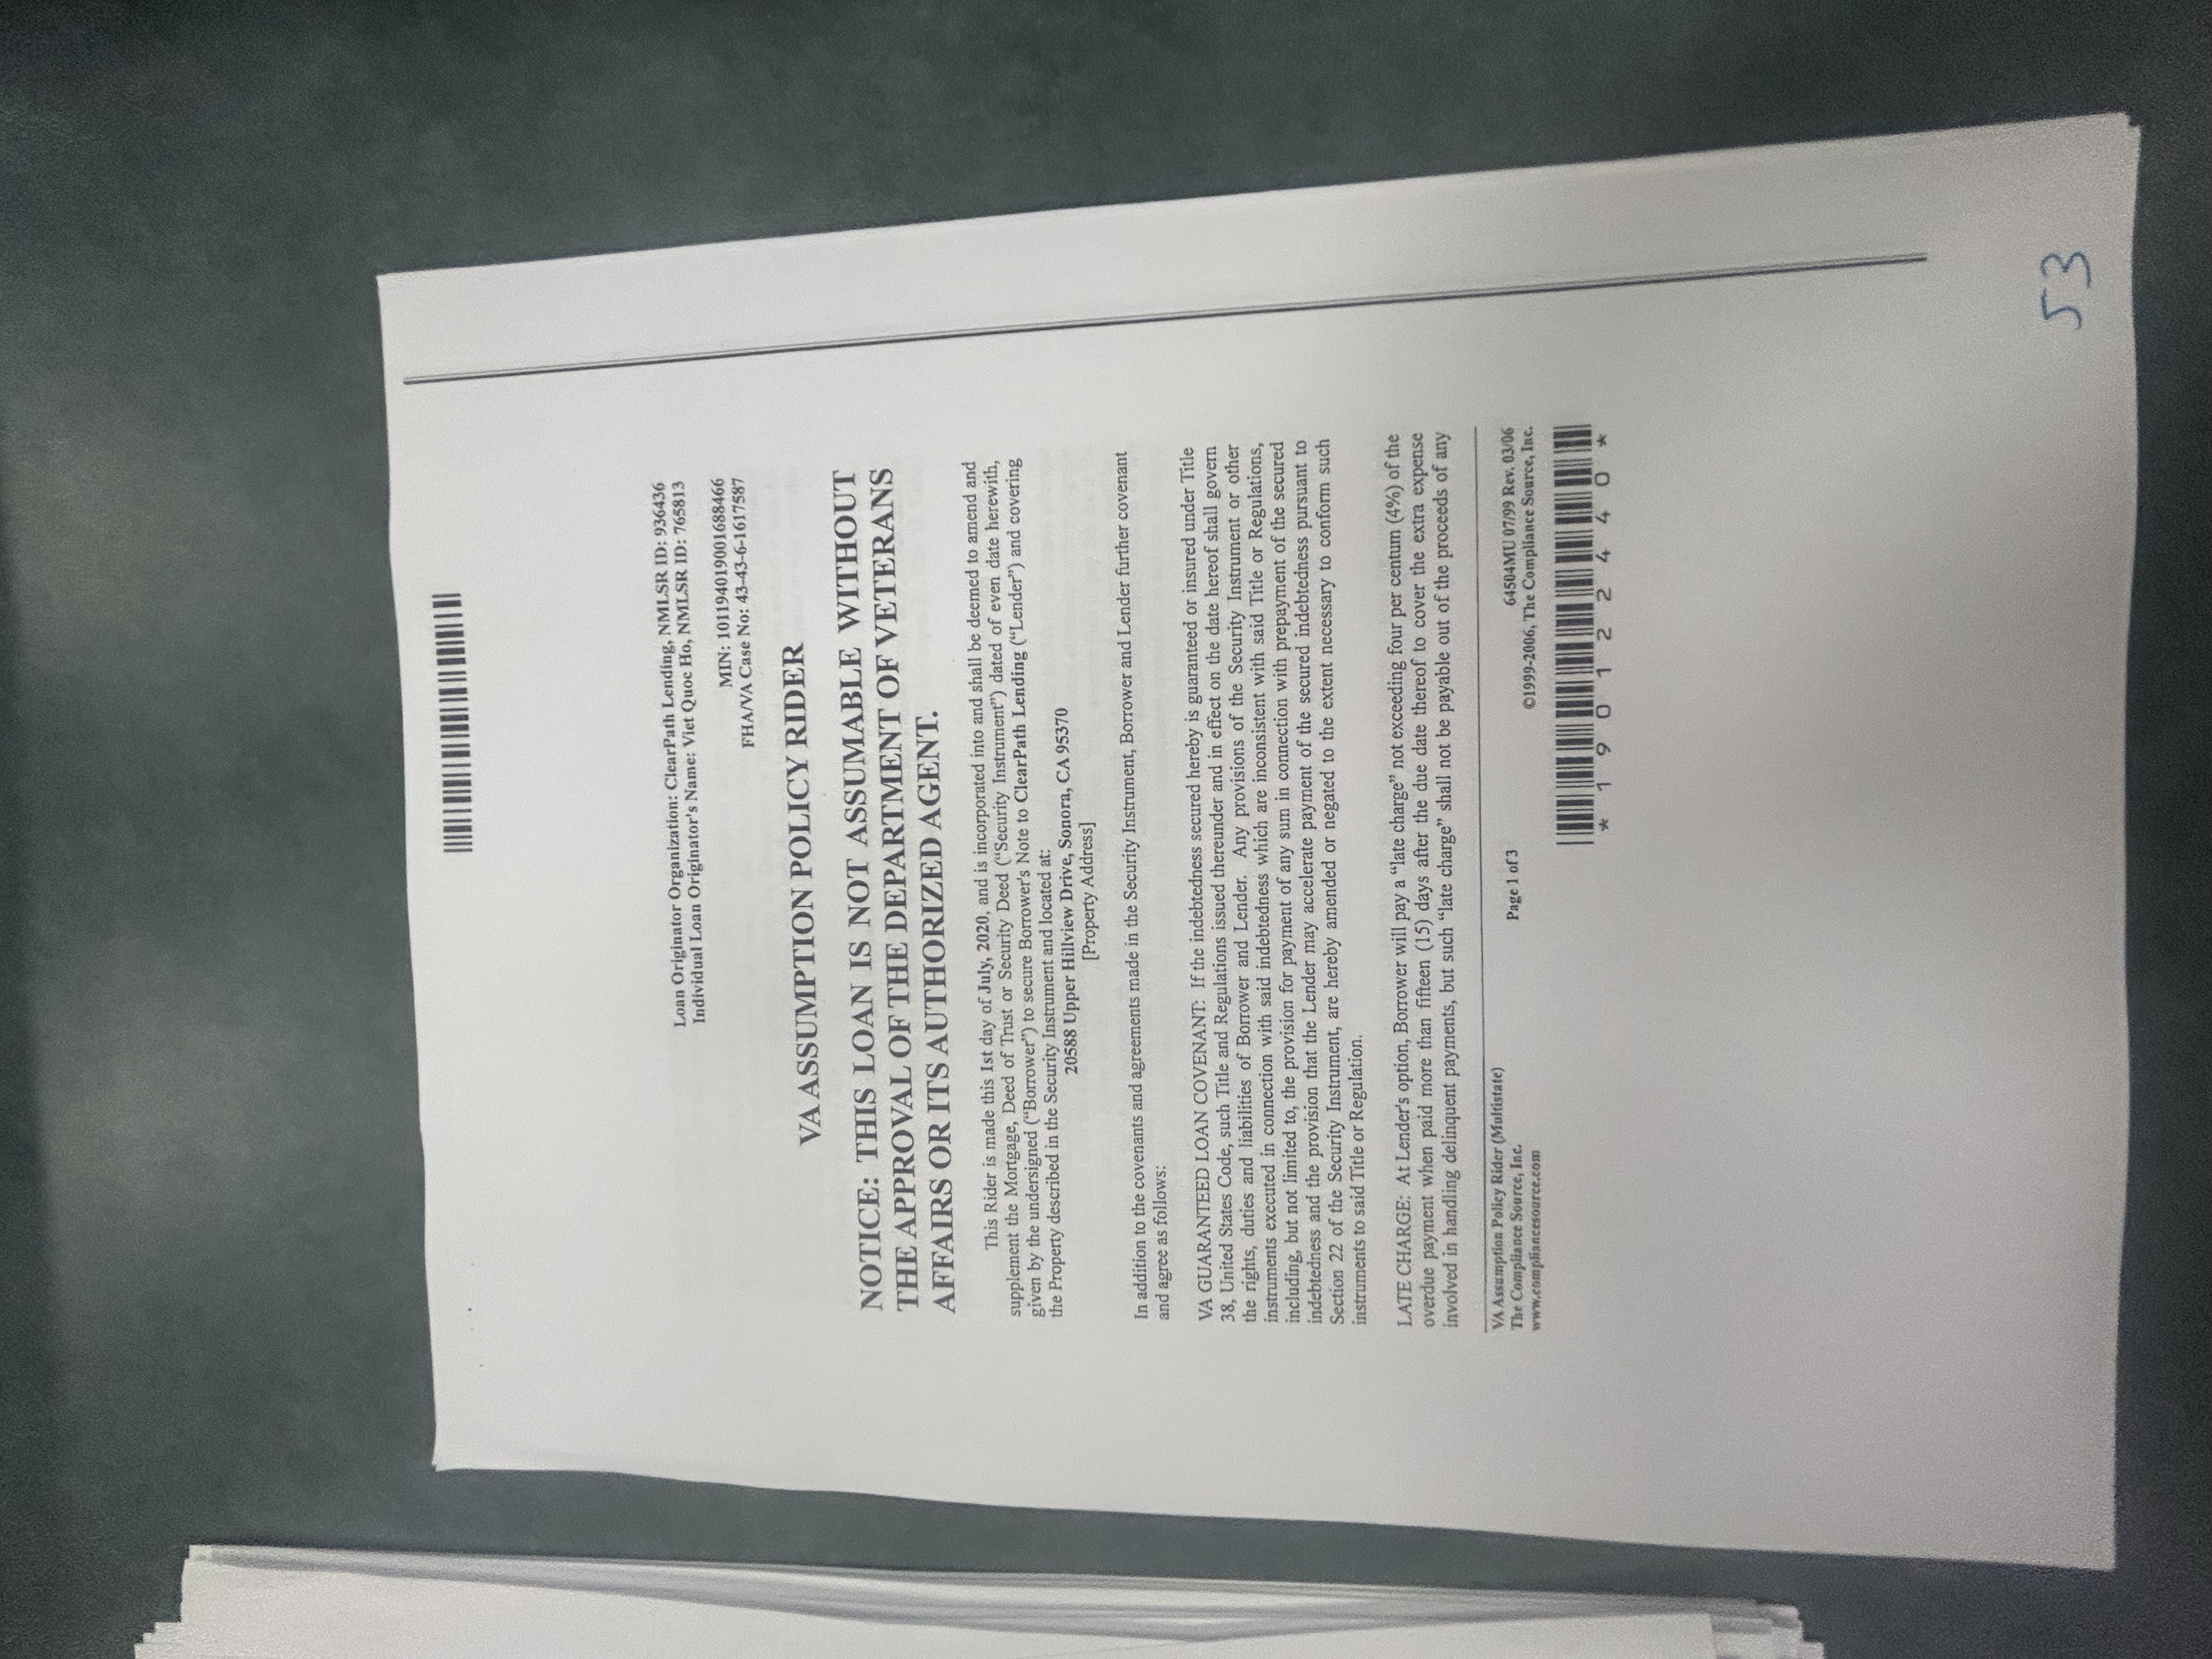 Loan Originator Organization: ClearPath Lending, NMLSR ID: 936436
Individual Loan Originator's Name: Viet Quoc Ho, NMLSR ID: 765813
MIN: 101194019001688466
FHA/VA Case No: 43-43-6-1617587
VA ASSUMPTION POLICY RIDER
NOTICE: THIS LOAN IS NOT ASSUMABLE WITHOUT
THE APPROVAL OF THE DEPARTMENT OF VETERANS
AFFAIRS OR ITS AUTHORIZED AGENT.
This Rider is made this 1st day of July, 2020, and is incorporated into and shall be deemed to amend and
supplement the Mortgage, Deed of Trust or Security Deed (“Security Instrument”) dated of even date herewith,
given by the undersigned (“Borrower”) to secure Borrower's Note to ClearPath Lending (“Lender”) and covering
the Property described in the Security Instrument and located at:
20588 Upper Hillview Drive, Sonora, CA 95370
[Property Address]
In addition to the covenants and agreements made in the Security Instrument, Borrower and Lender further covenant
and agree as follows:
VA GUARANTEED LOAN COVENANT: If the indebtedness secured hereby is guaranteed or insured under Title
38, United States Code, such Title and Regulations issued thereunder and in effect on the date hereof shall govern
the rights, duties and liabilities of Borrower and Lender. Any provisions of the Security Instrument or other
instruments executed in connection with said indebtedness which are inconsistent with said Title or Regulations,
including, but not limited to, the provision for payment of any sum in connection with prepayment of the secured
indebtedness and the provision that the Lender may accelerate payment of the secured indebtedness pursuant to
Section 22 of the Security Instrument, are hereby amended or negated to the extent necessary to conform such
instruments to said Title or Regulation.
LATE CHARGE: At Lender's option, Borrower will pay a “late charge” not exceeding four per centum (4%) of the
overdue payment when paid more than fifteen (15) days after the due date thereof to cover the extra expense
involved in handling delinquent payments, but such “late charge” shall not be payable out of the proceeds of any
VA Assumption Policy Rider (Multistate)
The Compliance Source, Inc.
www.compliancesource.com
Page 1 of 3
64504MU 07/99 Rev. 03/06
©1999-2006, The Compliance Source, Inc.
* 1 9 0 1 2 2 4 4 0 *
53